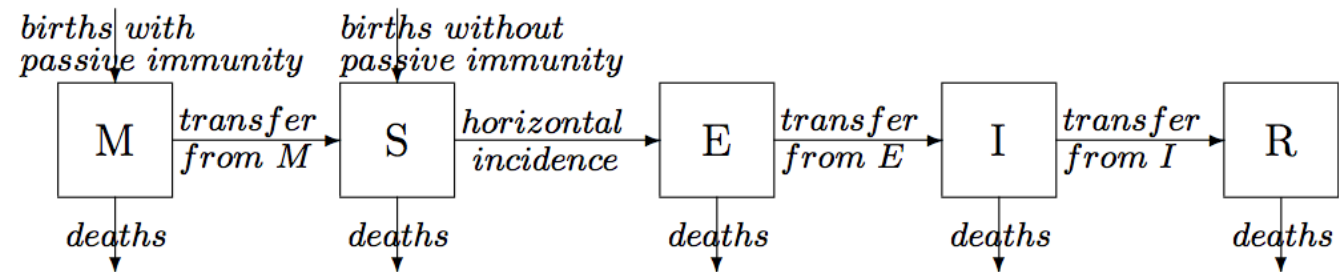 births with
passive immunity
births without
passive immunity
M
transfer
from M
S
horizontal
incidence
E
transfer
from E
I
transfer
from I
R
deaths
deaths
deaths
deaths
deaths